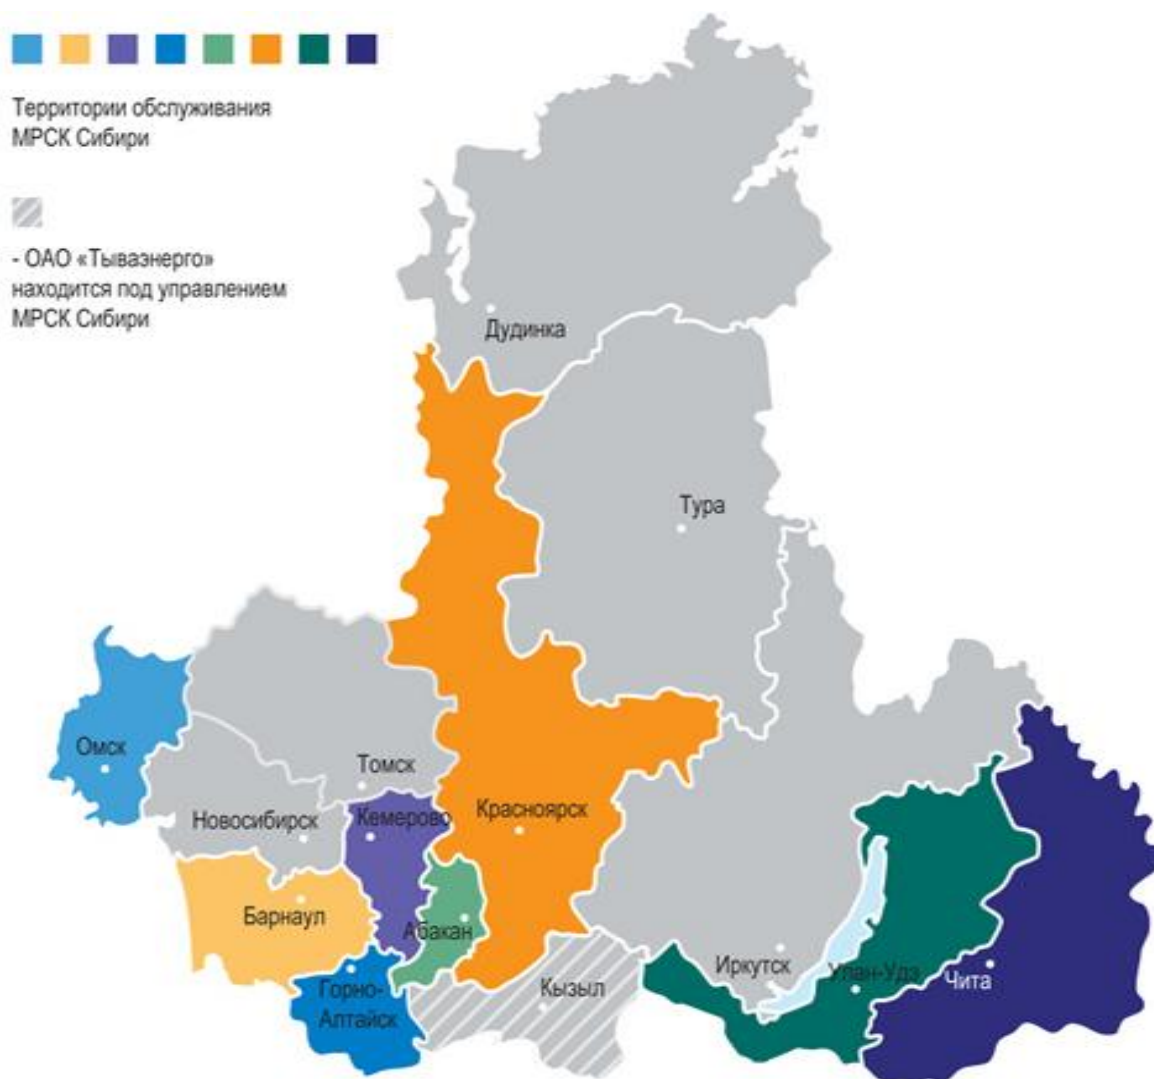 Территории обслуживания
МРСК Сибири
- ОАО «Тываэнерго»
находится под управлением
МРСК Сибири
Дудинка
Тура
Омск
Томск
Новосибирск
Кемерово
Красноярск
Барнаул
Абакан
Горно-
Алтайск
Кызыл
Иркутск
Улан-Удэ
Чита